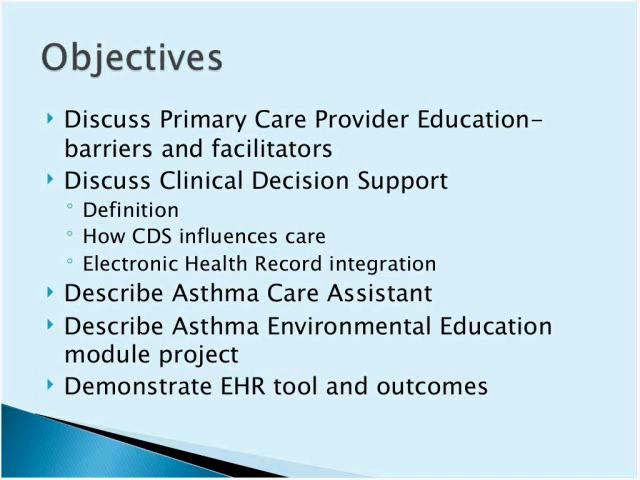 Objectives
Discuss Primary Care Provider Education-
barriers and facilitators
Discuss Clinical Decision Support
Definition
How CDS influences care
Electronic Health Record integration
Describe Asthma Care Assistant
Describe Asthma Environmental Education
module project
Demonstrate EHR tool and outcomes